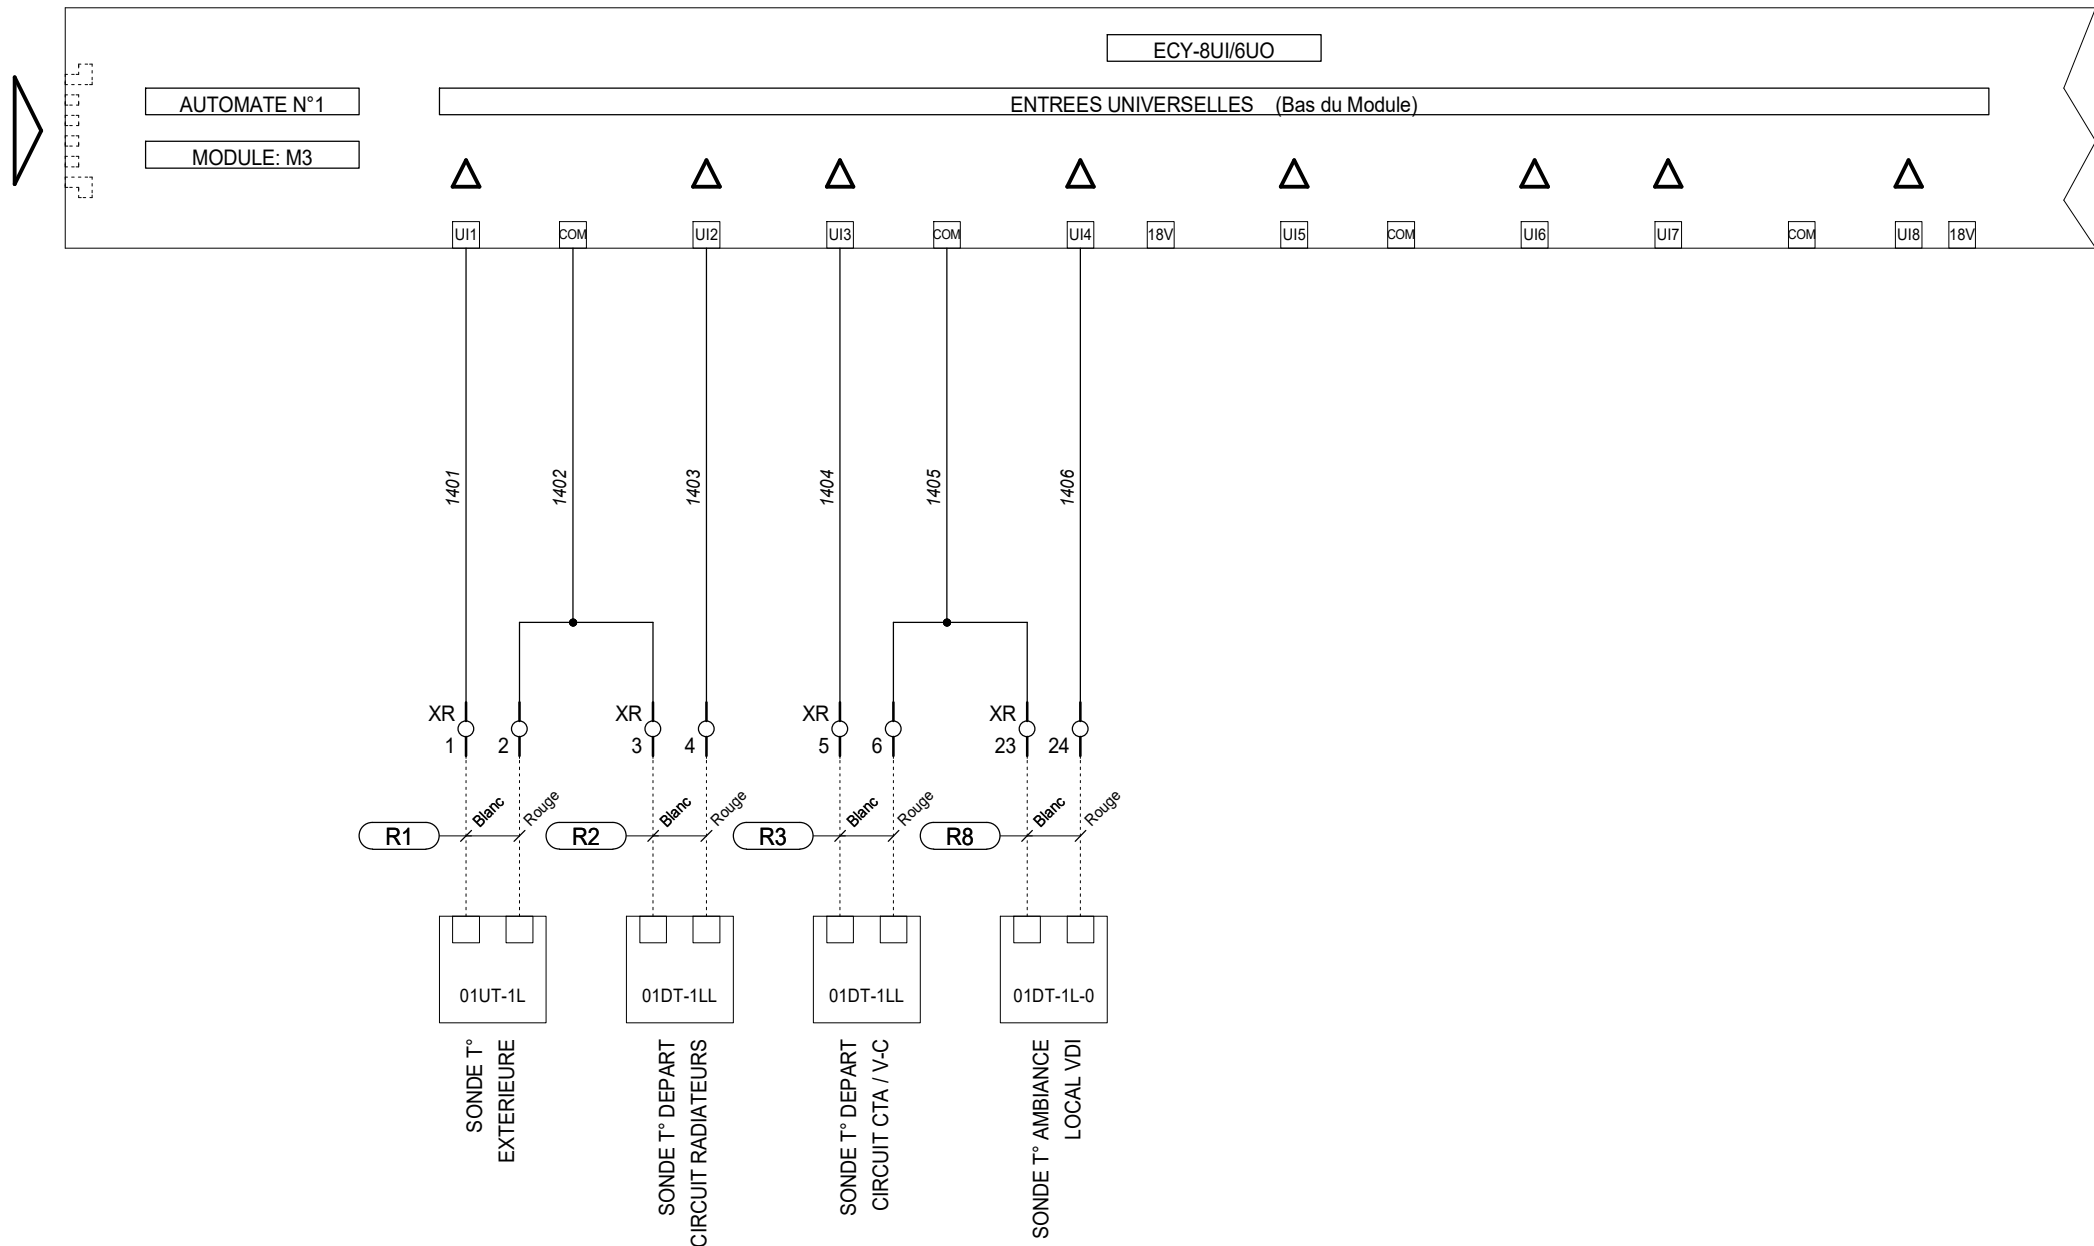 ECY-8UI/6UO
AUTOMATE N°1
ENTREES UNIVERSELLES (Bas du Module)
MODULE: M3
UI1 COM UI2 UI3 COM UI4 18V UI5 COM UI6 UI7 COM UI8 18V
1401 1402 1403 1404 1405 1406
XR XR XR XR
1 2 3 4 5 6 23 24
Blanc Rouge Blanc Rouge Blanc Rouge Blanc Rouge
R1 R2 R3 R8
01UT-1L 01DT-1LL 01DT-1LL 01DT-1L-0
SONDE T°
EXTERIEURE
SONDE T° DEPART
CIRCUIT RADIATEURS
SONDE T° DEPART
CIRCUIT CTA / V-C
SONDE T° AMBIANCE
LOCAL VDI